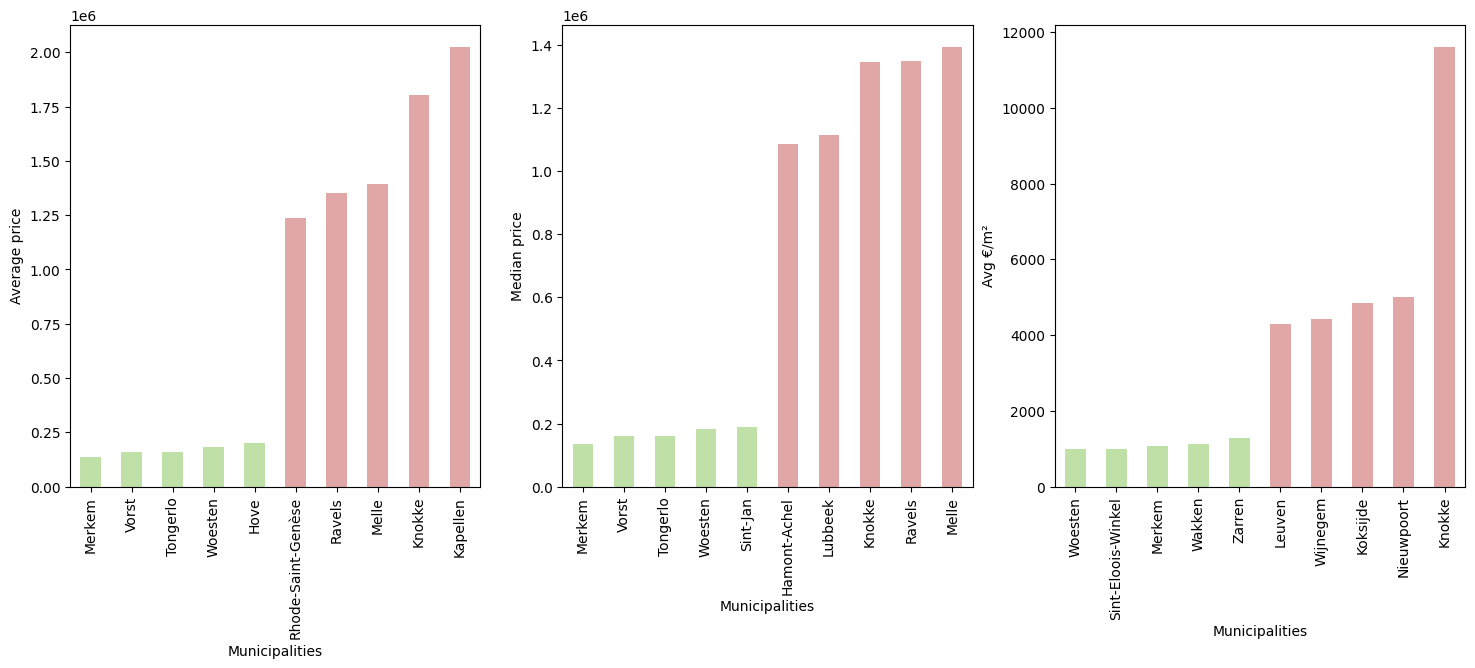 1e6
2.00
1.75
1.50
1.25
1.00
0.75
0.50
0.25
0.00
Average price
Merkem
Vorst
Tongerlo
Woesten
Hove
Rhode-Saint-Genèse
Ravels
Melle
Knokke
Kapellen
Municipalities
1e6
1.4
1.2
1.0
0.8
0.6
0.4
0.2
0.0
Median price
Merkem
Vorst
Tongerlo
Woesten
Sint-Jan
Hamont-Achel
Lubbeek
Knokke
Ravels
Melle
Municipalities
12000
10000
8000
6000
4000
2000
0
Avg €/m²
Woesten
Sint-Eloois-Winkel
Merkem
Wakken
Zarren
Leuven
Wijnegem
Koksijde
Nieuwpoort
Knokke
Municipalities